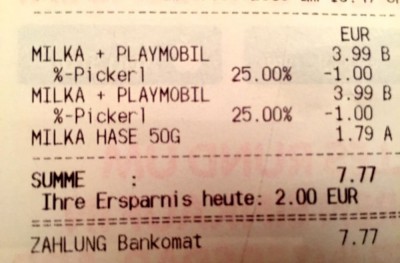 EUR
MILKA + PLAYMOBIL 3.99 B
%-Pickerl 25.00% -1.00
MILKA + PLAYMOBIL 3.99 B
%-Pickerl 25.00% -1.00
MILKA HASE 50G 1.79 A
SUMME : 7.77
Ihre Ersparnis heute: 2.00 EUR
ZAHLUNG Bankomat 7.77